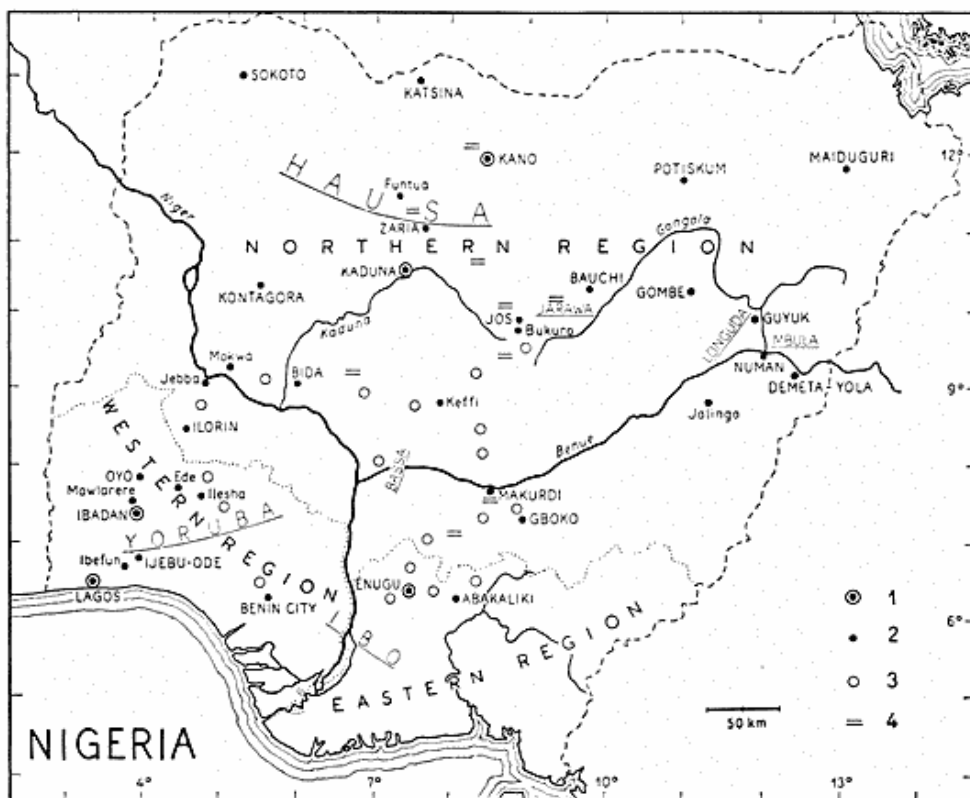 SOKOTO
KATSINA
KANO
12°
MAIDUGURI
POTISKUM
HAUSA
Funtua
Niger
ZARIA
Gongola
NORTHERN REGION
KADUNA
BAUCHI
KONTAGORA
GOMBE
JARAWA
Kaduna
JOS
Bukuru
LONGUDA
GUYUK
MBULA
Mokwa
NUMAN
Jebba
BIDA
DEMETA
YOLA
9°
Keffi
Jalingo
ILORIN
WESTERN REGION
Benue
BASSA
OYO
Ede
Ilesha
MAKURDI
IBADAN
GBOKO
YORUBA
Ibefun
IJEBU-ODE
ENUGU
LAGOS
BENIN CITY
ABAKALIKI
1
IBO
6°
2
EASTERN REGION
3
50 km
4
NIGERIA
4°
7°
10°
13°